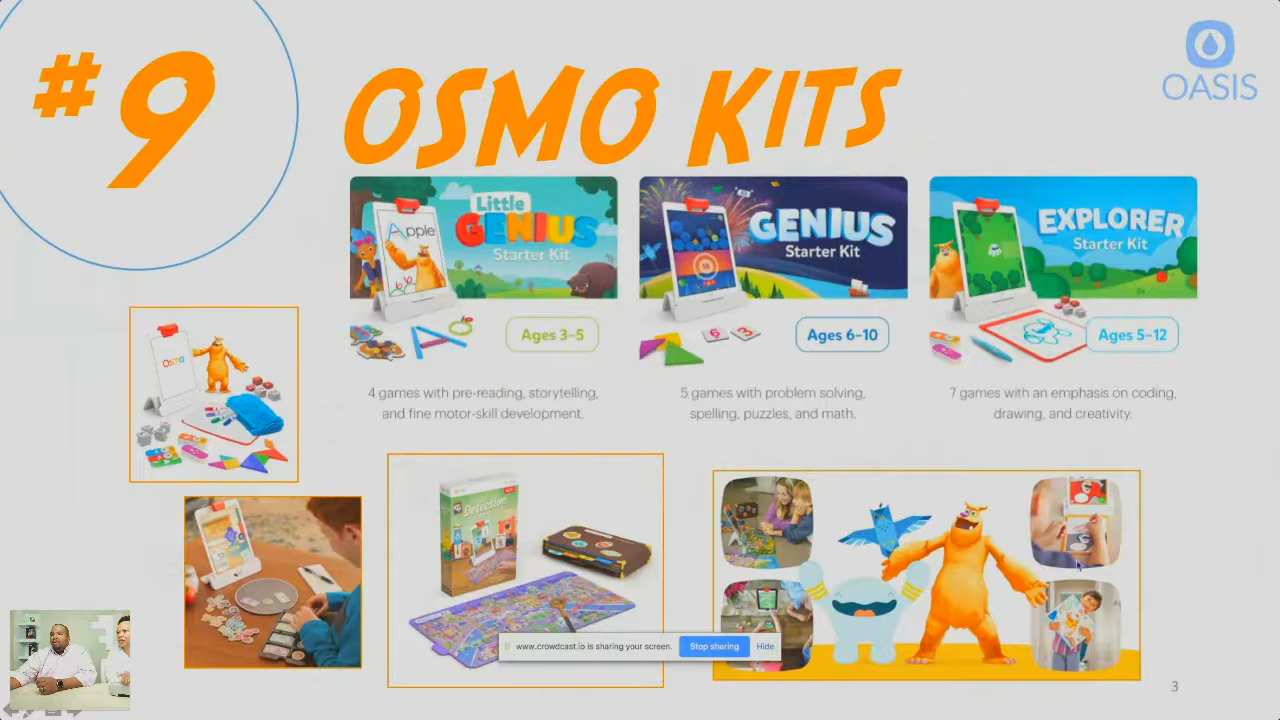 #9
OSMO KITS
OASIS
Little
GENIUS
Starter Kit
Apple
Ages 3–5
4 games with pre-reading, storytelling,
and fine motor-skill development.
GENIUS
Starter Kit
6 3
Ages 6–10
5 games with problem solving,
spelling, puzzles, and math.
EXPLORER
Starter Kit
Ages 5–12
7 games with an emphasis on coding,
drawing, and creativity.
Osmo
Detective
www.crowdcast.io is sharing your screen.
Stop sharing
Hide
3